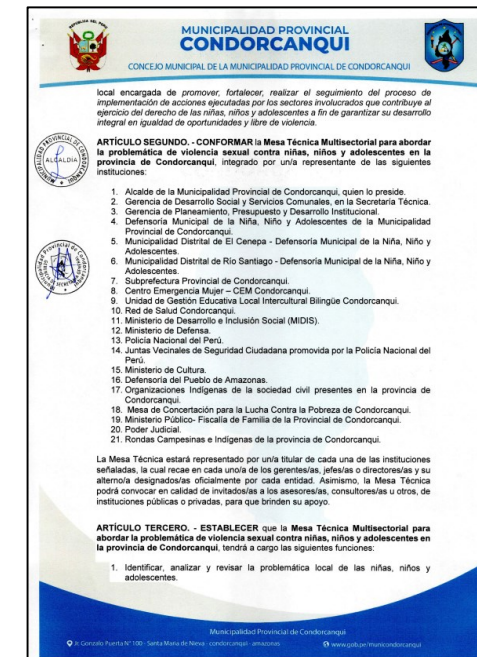 MUNICIPALIDAD PROVINCIAL
CONDORCANQUI
CONCEJO MUNICIPAL DE LA MUNICIPALIDAD PROVINCIAL DE CONDORCANQUI
local encargada de promover, fortalecer, realizar el seguimiento del proceso de
implementación de acciones ejecutadas por los sectores involucrados que contribuye al
ejercicio del derecho de las niñas, niños y adolescentes a fin de garantizar su desarrollo
integral en igualdad de oportunidades y libre de violencia.
ARTÍCULO SEGUNDO. - CONFORMAR la Mesa Técnica Multisectorial para abordar
la problemática de violencia sexual contra niñas, niños y adolescentes en la
provincia de Condorcanqui, integrado por un/a representante de las siguientes
instituciones:
1. Alcalde de la Municipalidad Provincial de Condorcanqui, quien lo preside.
2. Gerencia de Desarrollo Social y Servicios Comunales, en la Secretaría Técnica.
3. Gerencia de Planeamiento, Presupuesto y Desarrollo Institucional.
4. Defensoría Municipal de la Niña, Niño y Adolescentes de la Municipalidad
Provincial de Condorcanqui.
5. Municipalidad Distrital de El Cenepa - Defensoría Municipal de la Niña, Niño y
Adolescentes.
6. Municipalidad Distrital de Río Santiago - Defensoría Municipal de la Niña, Niño y
Adolescentes.
7. Subprefectura Provincial de Condorcanqui.
8. Centro Emergencia Mujer – CEM Condorcanqui.
9. Unidad de Gestión Educativa Local Intercultural Bilingüe Condorcanqui.
10. Red de Salud Condorcanqui.
11. Ministerio de Desarrollo e Inclusión Social (MIDIS).
12. Ministerio de Defensa.
13. Policía Nacional del Perú.
14. Juntas Vecinales de Seguridad Ciudadana promovida por la Policía Nacional del
Perú.
15. Ministerio de Cultura.
16. Defensoría del Pueblo de Amazonas.
17. Organizaciones Indígenas de la sociedad civil presentes en la provincia de
Condorcanqui.
18. Mesa de Concertación para la Lucha Contra la Pobreza de Condorcanqui.
19. Ministerio Público- Fiscalía de Familia de la Provincial de Condorcanqui.
20. Poder Judicial.
21. Rondas Campesinas e Indígenas de la provincia de Condorcanqui.
La Mesa Técnica estará representado por un/a titular de cada una de las instituciones
señaladas, la cual recae en cada uno/a de los gerentes/as, jefes/as o directores/as y su
alterno/a designados/as oficialmente por cada entidad. Asimismo, la Mesa Técnica
podrá convocar en calidad de invitados/as a los asesores/as, consultores/as u otros, de
instituciones públicas o privadas, para que brinden su apoyo.
ARTÍCULO TERCERO. - ESTABLECER que la Mesa Técnica Multisectorial para
abordar la problemática de violencia sexual contra niñas, niños y adolescentes en
la provincia de Condorcanqui, tendrá a cargo las siguientes funciones:
1. Identificar, analizar y revisar la problemática local de las niñas, niños y
adolescentes.
ALCALDIA
Municipalidad Provincial de Condorcanqui
Jr. Gonzalo Puerta N° 100 - Santa María de Nieva - condorcanqui - amazonas
www.gob.pe/municondorcanqui